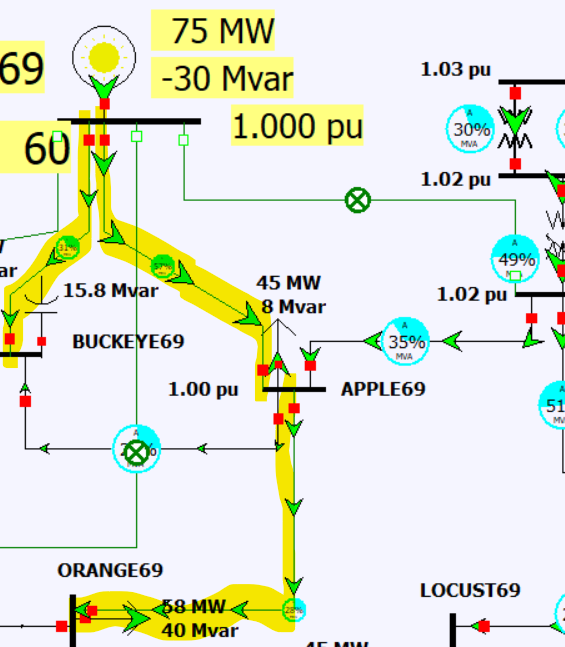 75 MW
69
-30 Mvar
1.03 pu
1.000 pu
A
30%
MVA
60
1.02 pu
ar
15.8 Mvar
45 MW
8 Mvar
A
49%
1.02 pu
BUCKEYE69
A
35%
MVA
1.00 pu
APPLE69
51
A
ORANGE69
58 MW
40 Mvar
28%
LOCUST69
45 MW